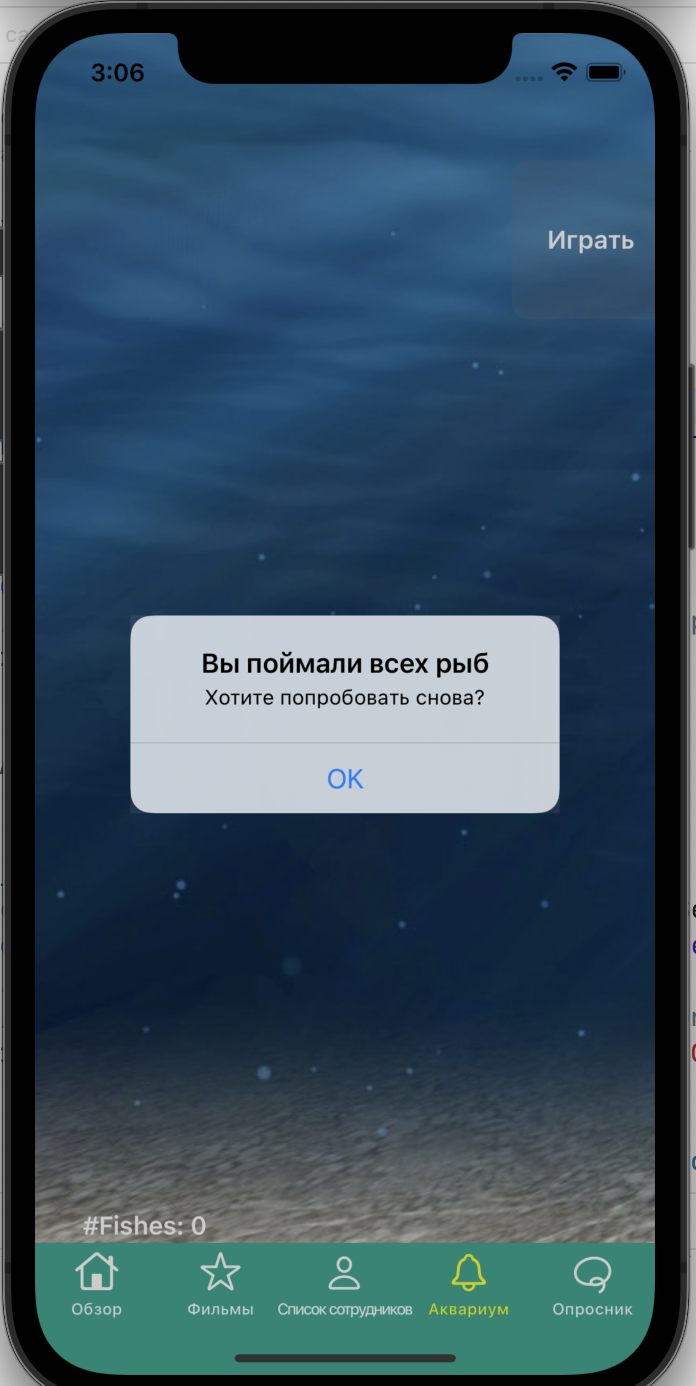 3:06
Играть
Вы поймали всех рыб
Хотите попробовать снова?
OK
#Fishes: 0
Обзор
Фильмы
Список сотрудников
Аквариум
Опросник